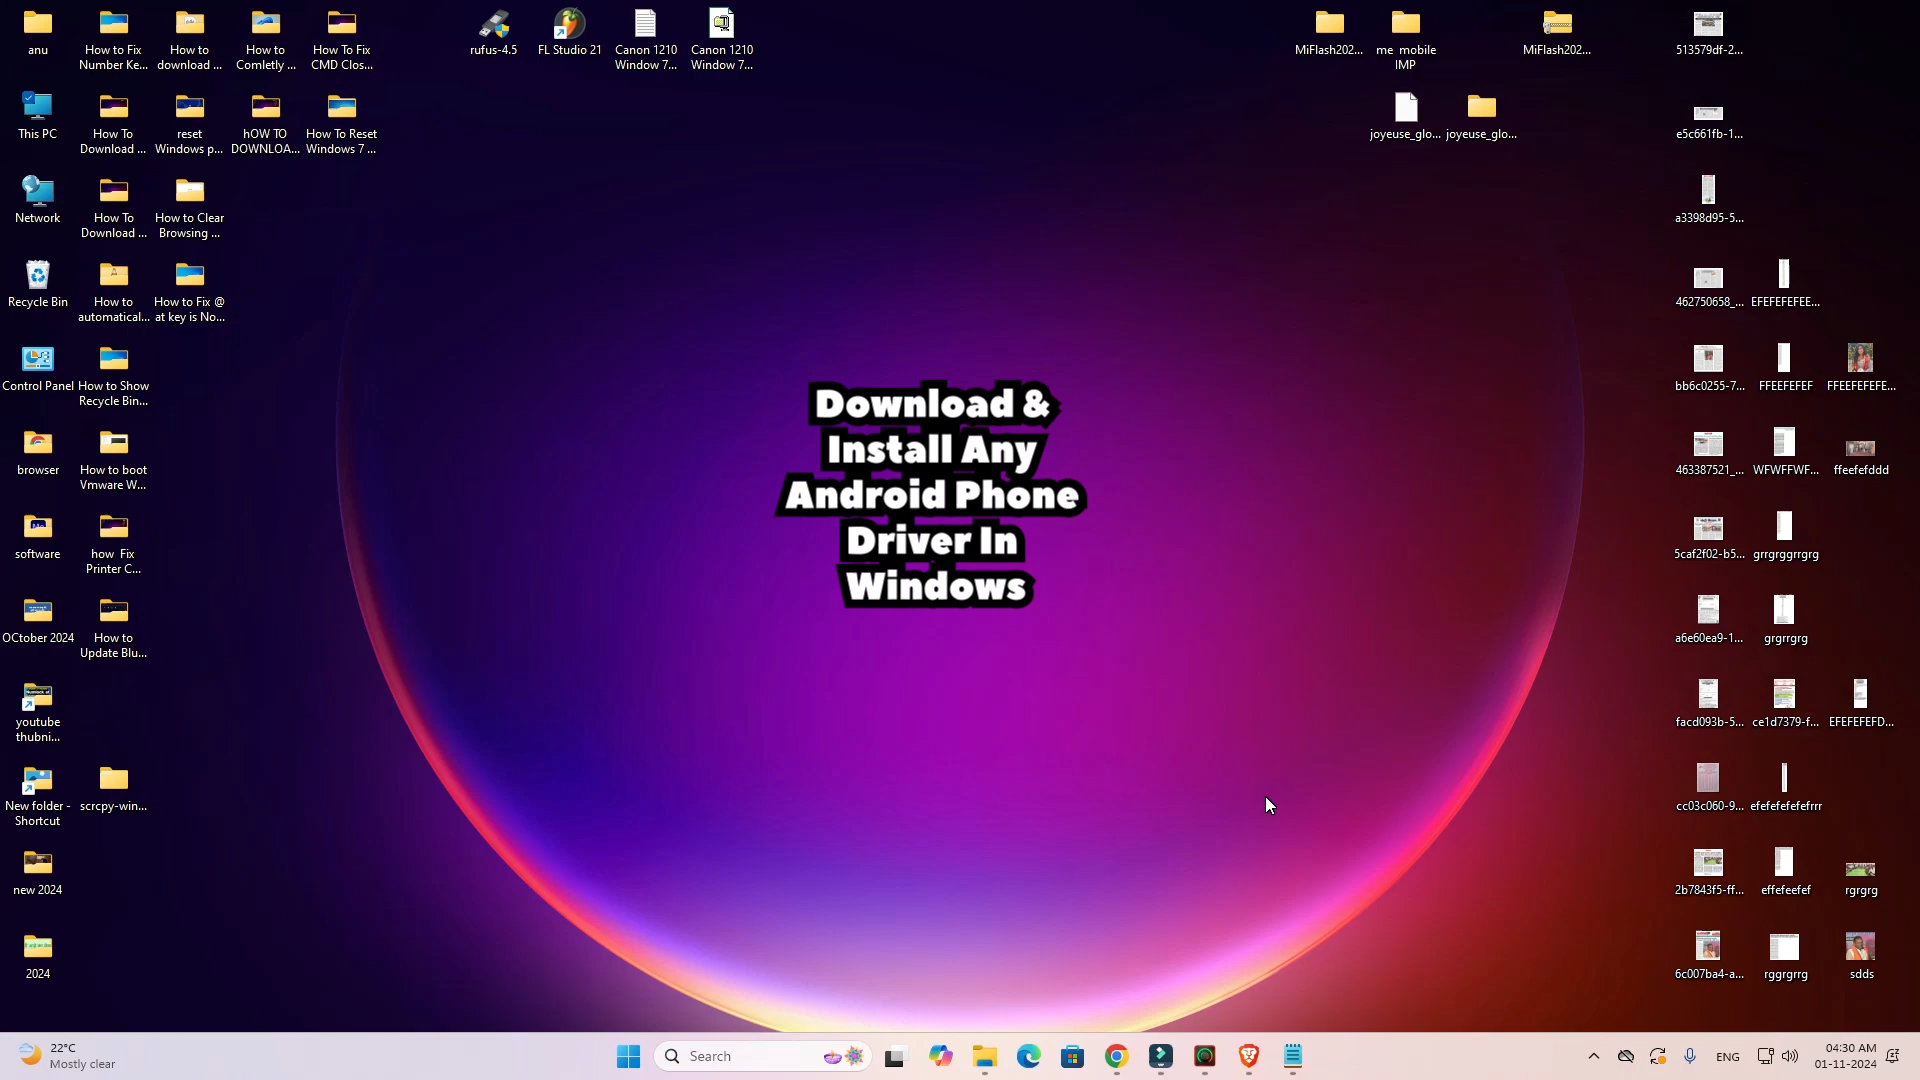 anu
How to Fix
Number Ke...
How to
download ...
How to
Comletly ...
How To Fix
CMD Clos...
rufus-4.5
FL Studio 21
Canon 1210
Window 7...
Canon 1210
Window 7...
MiFlash202...
me mobile
IMP
MiFlash202...
513579df-2...
This PC
How To
Download ...
reset
Windows p...
hOW TO
DOWNLOA...
How To Reset
Windows 7 ...
joyeuse_glo...
joyeuse_glo...
e5c661fb-1...
Network
How To
Download ...
How to Clear
Browsing ...
a3398d95-5...
Recycle Bin
How to
automatical...
How to Fix @
at key is No...
462750658_...
EFEFEFEFEE...
Control Panel
How to Show
Recycle Bin...
bb6c0255-7...
FFEEFEFEF
FFEEFEFEFE...
Download &
Install Any
Android Phone
Driver In
Windows
browser
How to boot
Vmware W...
463387521_...
WFWFFWF...
ffeefefddd
software
how Fix
Printer C...
5caf2f02-b5...
grrgrggrrgrg
OCtober 2024
How to
Update Blu...
a6e60ea9-1...
grgrrgrg
youtube
thubni...
facd093b-5...
ce1d7379-f...
EFEFEFEFD...
New folder -
Shortcut
scrcpy-win...
cc03c060-9...
efefefefefefrrr
new 2024
2b7843f5-ff...
effefeefef
rgrgrg
2024
6c007ba4-a...
rggrgrrg
sdds
22°C
Mostly clear
Search
ENG
04:30 AM
01-11-2024